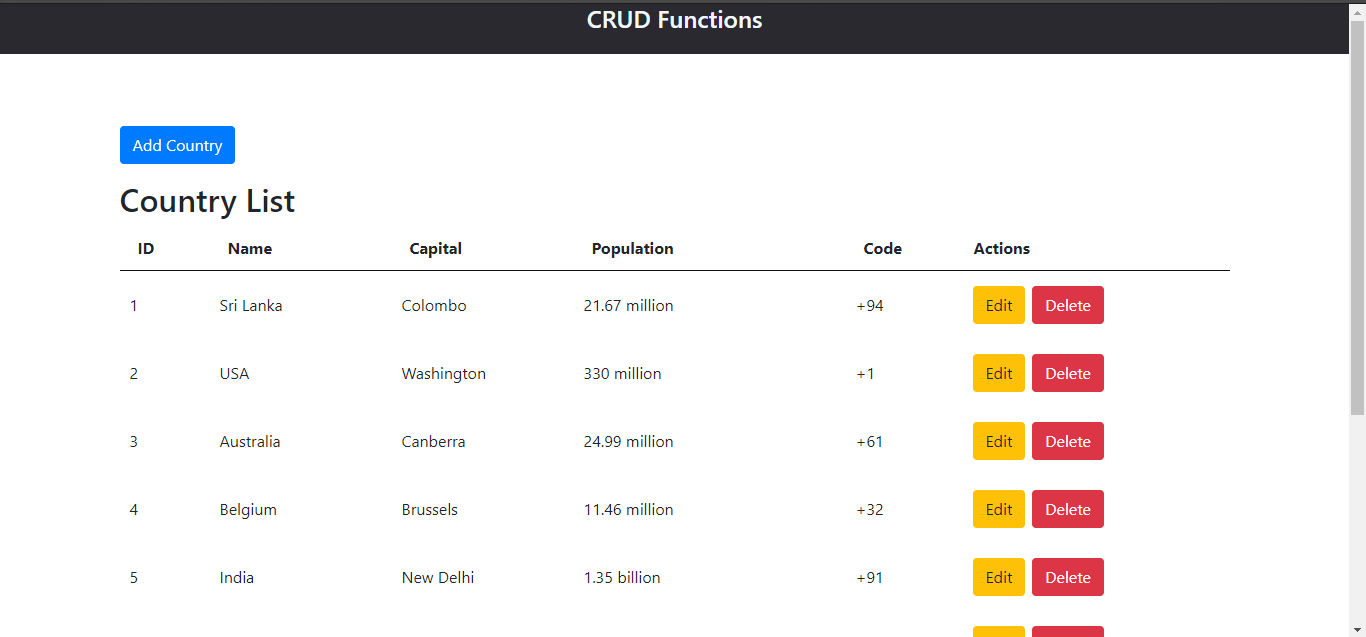 CRUD Functions
Add Country
Country List
ID Name Capital Population Code Actions
1 Sri Lanka Colombo 21.67 million +94 Edit Delete
2 USA Washington 330 million +1 Edit Delete
3 Australia Canberra 24.99 million +61 Edit Delete
4 Belgium Brussels 11.46 million +32 Edit Delete
5 India New Delhi 1.35 billion +91 Edit Delete